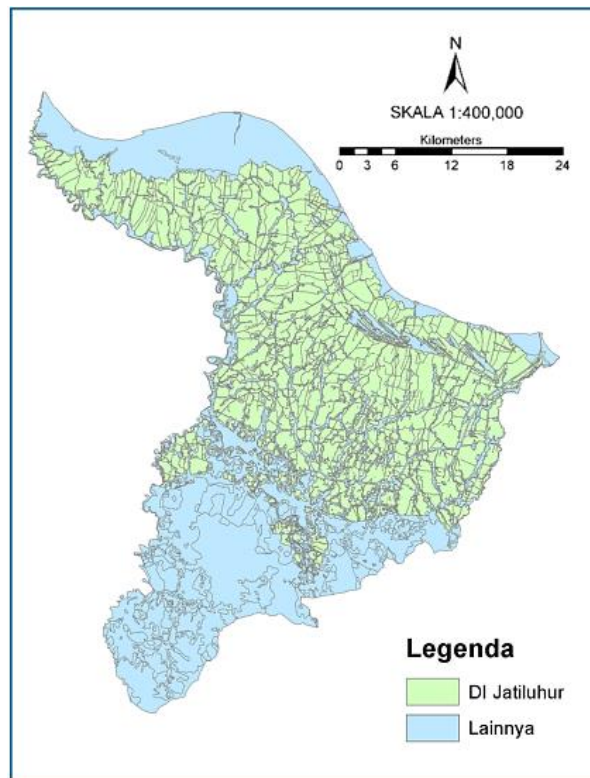 N
SKALA 1:400,000
Kilometers
0 3 6 12 18 24
Legenda
DI Jatiluhur
Lainnya